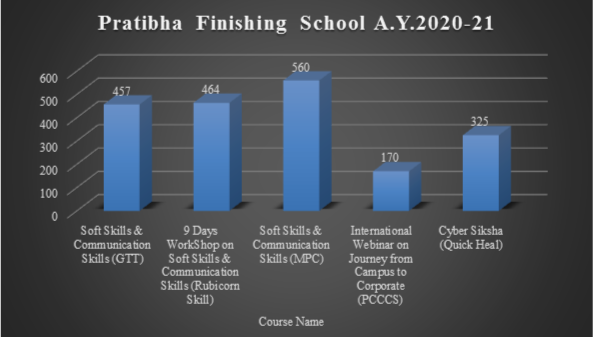 Pratibha Finishing School A.Y.2020-21
600
500
400
300
200
100
0
457
464
560
170
325
Soft Skills &
Communication
Skills (GTT)
9 Days
WorkShop on
Soft Skills &
Communication
Skills (Rubicorn
Skill)
Soft Skills &
Communication
Skills (MPC)
International
Webinar on
Journey from
Campus to
Corporate
(PCCCS)
Cyber Siksha
(Quick Heal)
Course Name